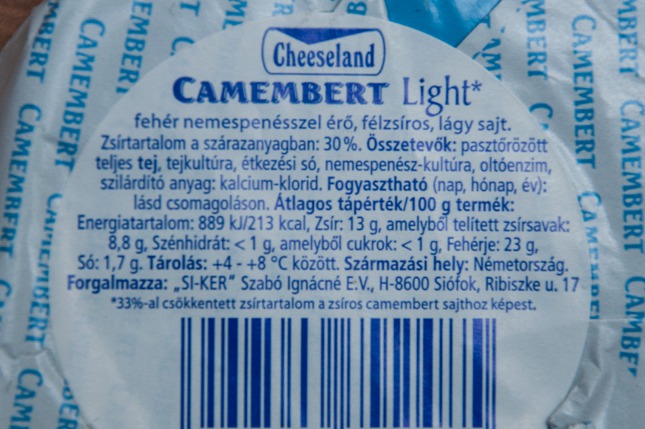 Cheeseland
CAMEMBERT Light*
fehér nemespenésszel érő, félzsíros, lágy sajt.
Zsírtartalom a szárazanyagban: 30%. Összetevők: pasztőrözött
teljes tej, tejkultúra, étkezési só, nemespenész-kultúra, oltóenzim,
szilárdító anyag: kalcium-klorid. Fogyasztható (nap, hónap, év):
lásd csomagoláson. Átlagos tápérték/100 g termék:
Energiatartalom: 889 kJ/213 kcal, Zsír: 13 g, amelyből telített zsírsavak:
8,8 g, Szénhidrát: < 1 g, amelyből cukrok: < 1 g, Fehérje: 23 g,
Só: 1,7 g. Tárolás: +4 - +8 °C között. Származási hely: Németország.
Forgalmazza: „SI-KER" Szabó Ignácné E.V., H-8600 Siófok, Ribiszke u. 17
*33%-al csökkentett zsírtartalom a zsíros camembert sajthoz képest.
CAMEMBERT
CAMEMBERT
CAMEMBERT
CAMEMBERT